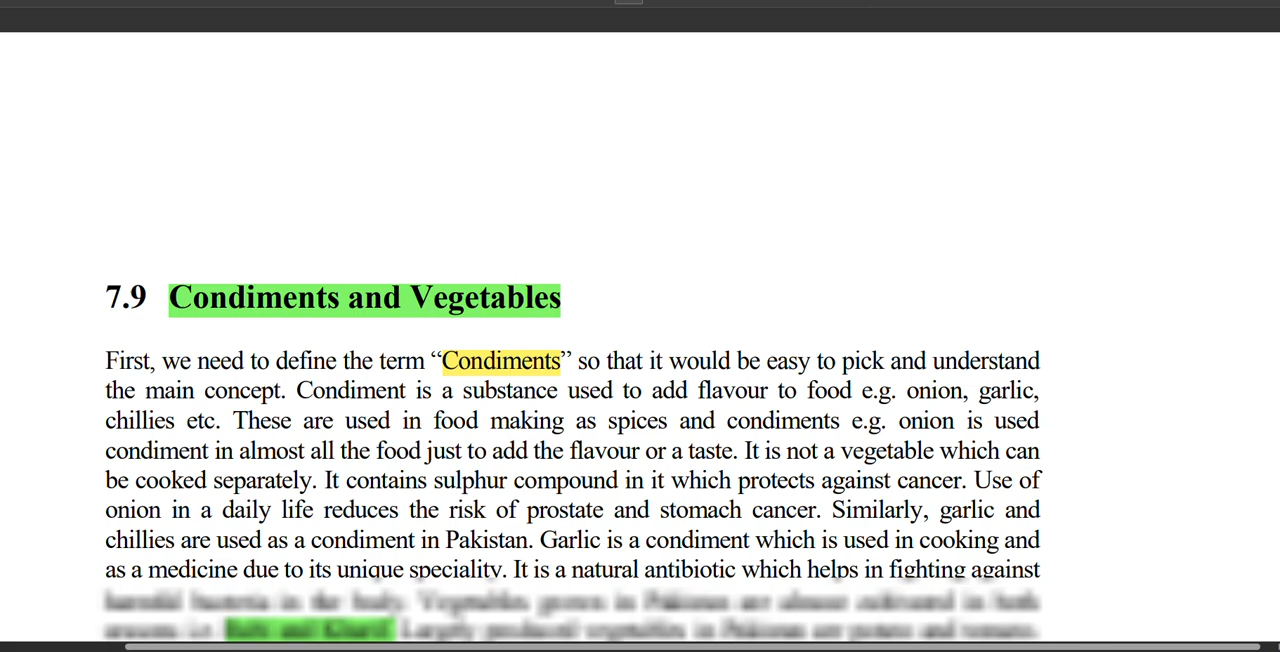 7.9 Condiments and Vegetables
First, we need to define the term “Condiments” so that it would be easy to pick and understand
the main concept. Condiment is a substance used to add flavour to food e.g. onion, garlic,
chillies etc. These are used in food making as spices and condiments e.g. onion is used
condiment in almost all the food just to add the flavour or a taste. It is not a vegetable which can
be cooked separately. It contains sulphur compound in it which protects against cancer. Use of
onion in a daily life reduces the risk of prostate and stomach cancer. Similarly, garlic and
chillies are used as a condiment in Pakistan. Garlic is a condiment which is used in cooking and
as a medicine due to its unique speciality. It is a natural antibiotic which helps in fighting against